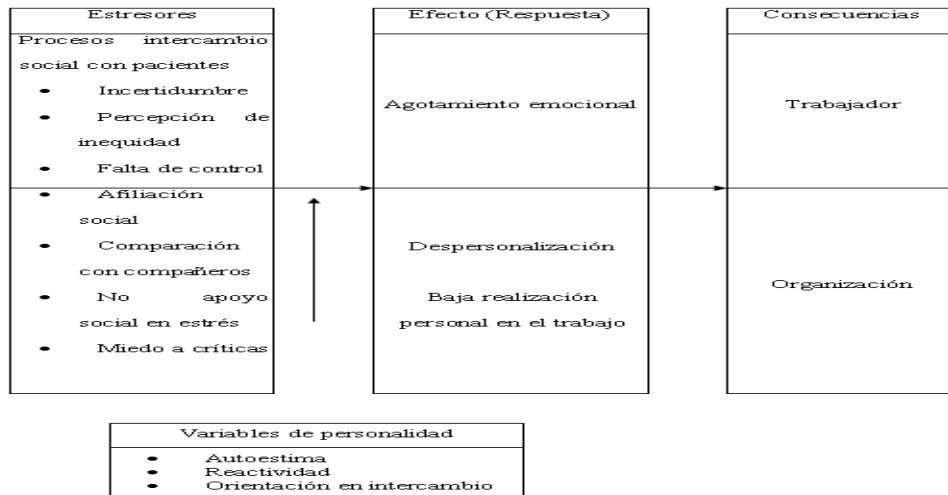 Estresores
Procesos intercambio
social con pacientes
• Incertidumbre
• Percepción de
inequidad
• Falta de control
• Afiliación
social
• Comparación
con compañeros
• No apoyo
social en estrés
• Miedo a críticas
Efecto (Respuesta)
Agotamiento emocional
Despersonalización
Baja realización
personal en el trabajo
Consecuencias
Trabajador
Organización
Variables de personalidad
• Autoestima
• Reactividad
• Orientación en intercambio